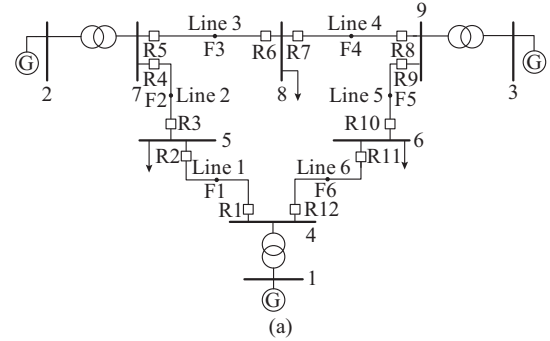 Line 3 Line 4 9
R5 F3 R6 R7 F4 R8
G R4 R9 G
2 7 F2 Line 2 8 Line 5 F5 3
R3 R10
5 6
R2 Line 1 Line 6 R11
F1 F6
R1 R12
4
1
G
(a)